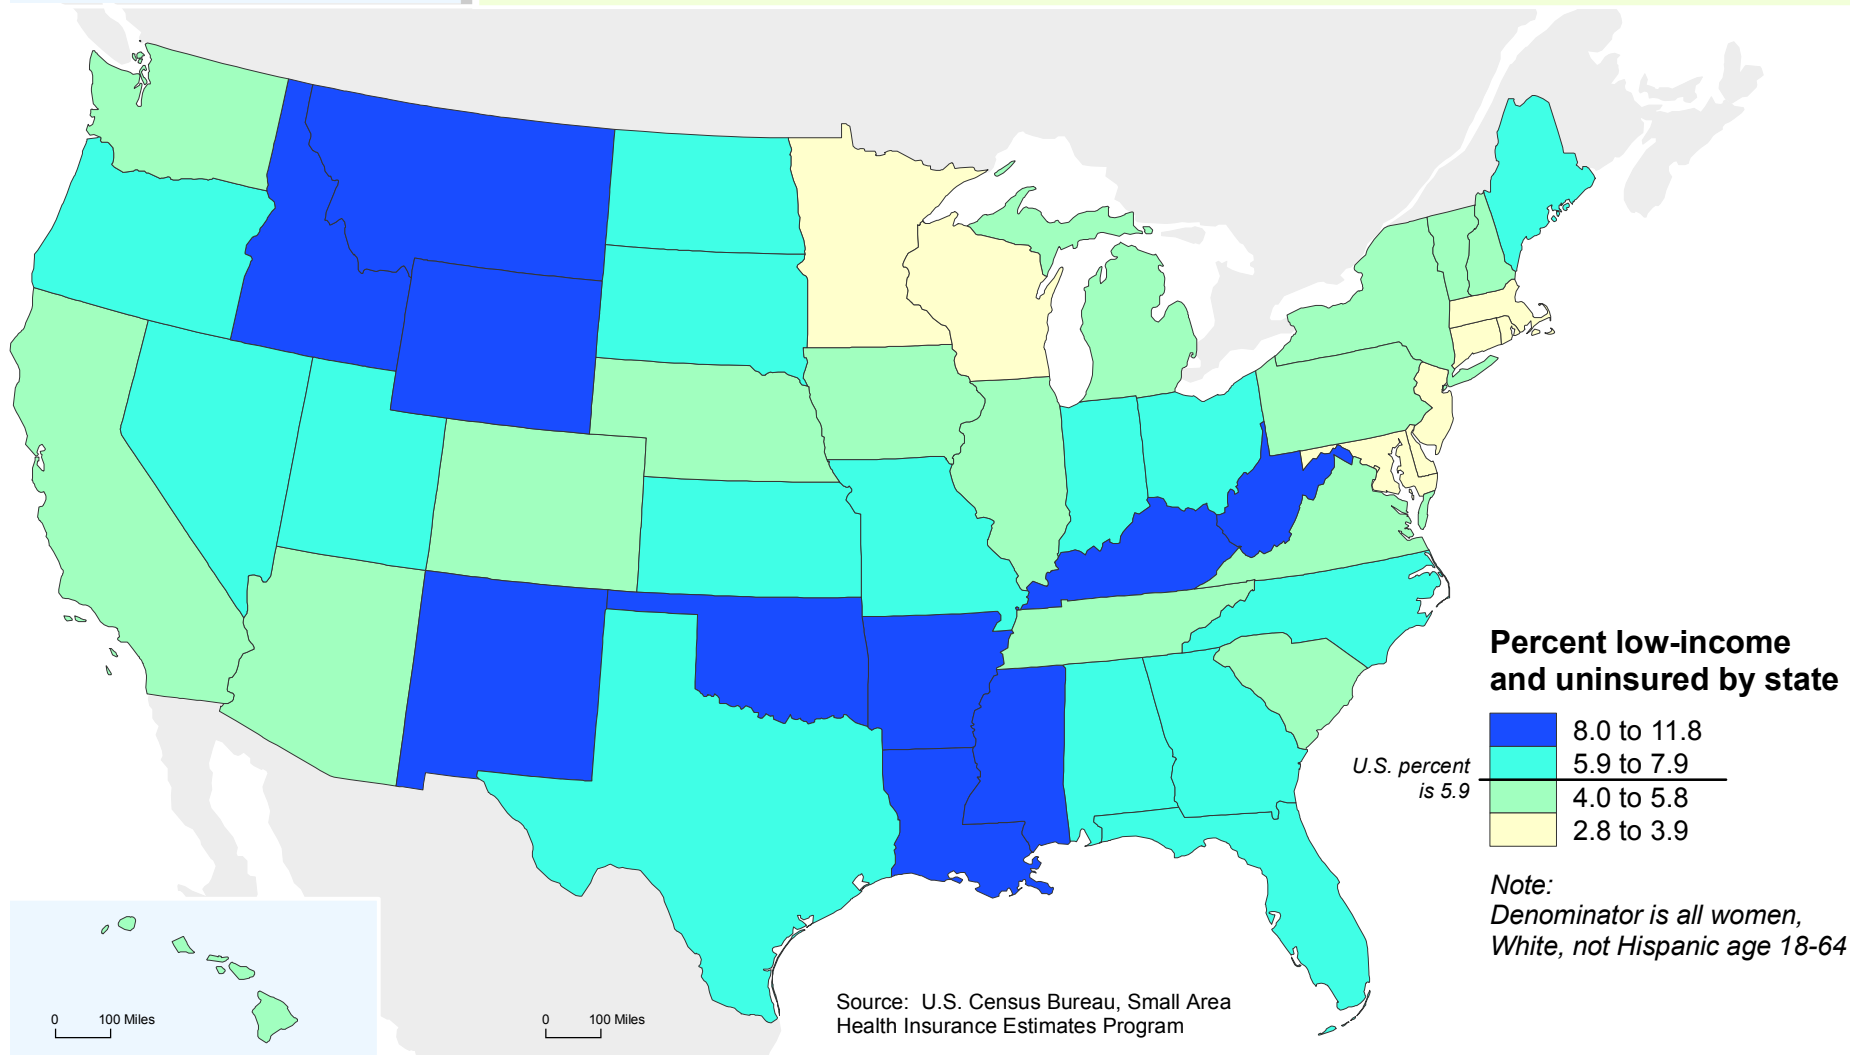 Percent low-income
and uninsured by state
8.0 to 11.8
5.9 to 7.9
U.S. percent
is 5.9
4.0 to 5.8
2.8 to 3.9
Note:
Denominator is all women,
White, not Hispanic age 18-64
0 100 Miles
0 100 Miles
Source: U.S. Census Bureau, Small Area
Health Insurance Estimates Program